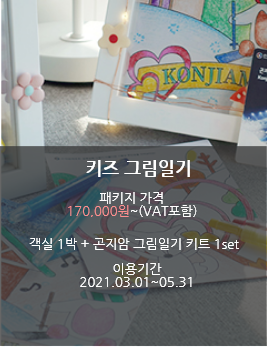 KONJIAM
키즈 그림일기
패키지 가격
170,000원~(VAT포함)
객실 1박 + 곤지암 그림일기 키트 1set
이용기간
2021.03.01~05.31